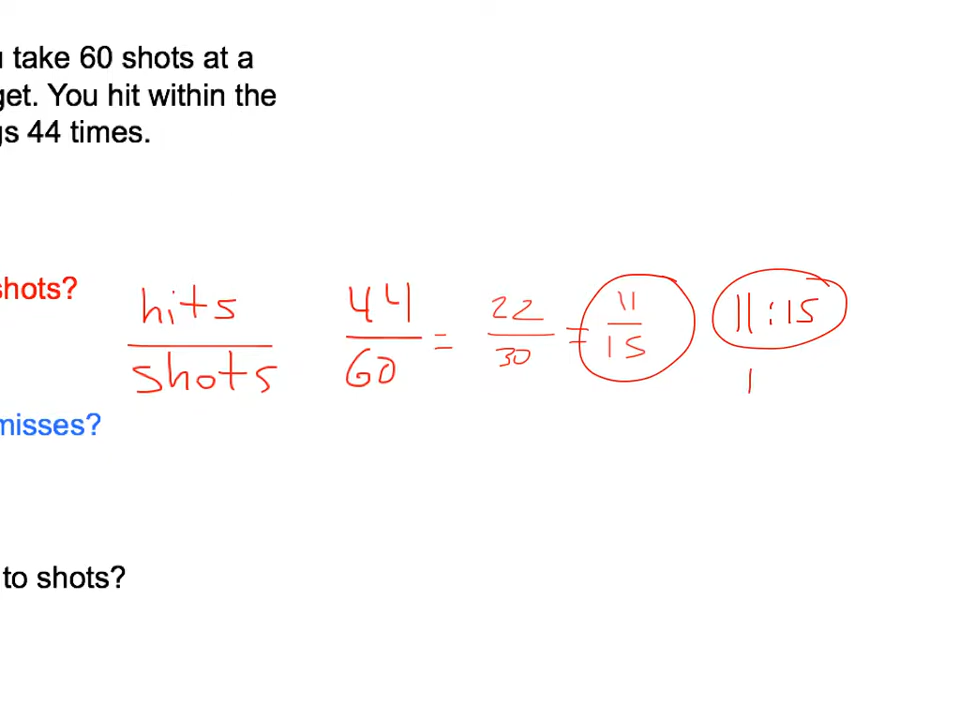 take 60 shots at a
get. You hit within the
gs 44 times.
shots?
hits
shots
44
60
=
22
30
=
11
15
11:15
1
misses?
to shots?